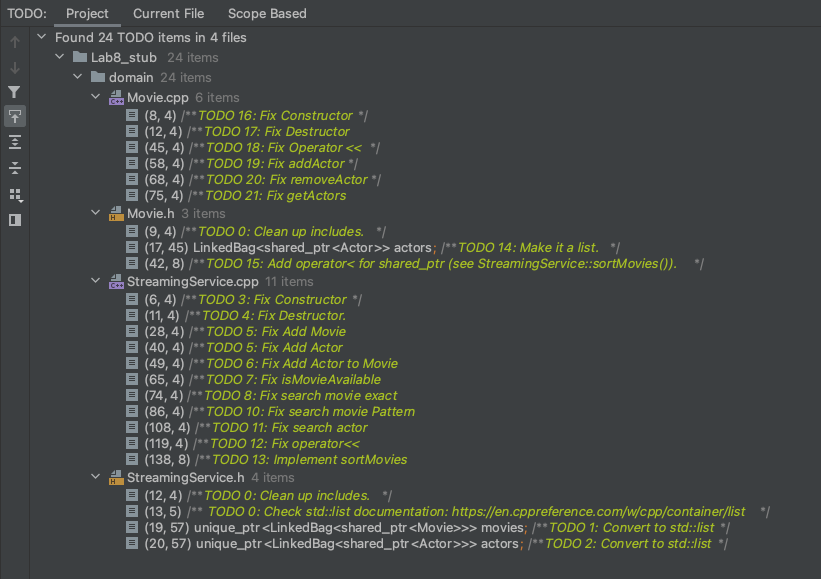 TODO: Project Current File Scope Based
Found 24 TODO items in 4 files
Lab8_stub 24 items
domain 24 items
Movie.cpp 6 items
(8, 4) /**TODO 16: Fix Constructor */
(12, 4) /**TODO 17: Fix Destructor
(45, 4) /**TODO 18: Fix Operator << */
(58, 4) /**TODO 19: Fix addActor */
(68, 4) /**TODO 20: Fix removeActor */
(75, 4) /**TODO 21: Fix getActors
Movie.h 3 items
(9, 4) /**TODO 0: Clean up includes. */
(17, 45) LinkedBag<shared_ptr<Actor>> actors; /**TODO 14: Make it a list. */
(42, 8) /**TODO 15: Add operator< for shared_ptr (see StreamingService::sortMovies()). */
StreamingService.cpp 11 items
(6, 4) /**TODO 3: Fix Constructor */
(11, 4) /**TODO 4: Fix Destructor.
(28, 4) /**TODO 5: Fix Add Movie
(40, 4) /**TODO 5: Fix Add Actor
(49, 4) /**TODO 6: Fix Add Actor to Movie
(65, 4) /**TODO 7: Fix isMovieAvailable
(74, 4) /**TODO 8: Fix search movie exact
(86, 4) /**TODO 10: Fix search movie Pattern
(108, 4) /**TODO 11: Fix search actor
(119, 4) /**TODO 12: Fix operator<<
(138, 8) /**TODO 13: Implement sortMovies
StreamingService.h 4 items
(12, 4) /**TODO 0: Clean up includes. */
(13, 5) /** TODO 0: Check std::list documentation: https://en.cppreference.com/w/cpp/container/list */
(19, 57) unique_ptr<LinkedBag<shared_ptr<Movie>>> movies; /**TODO 1: Convert to std::list */
(20, 57) unique_ptr<LinkedBag<shared_ptr<Actor>>> actors; /**TODO 2: Convert to std::list */